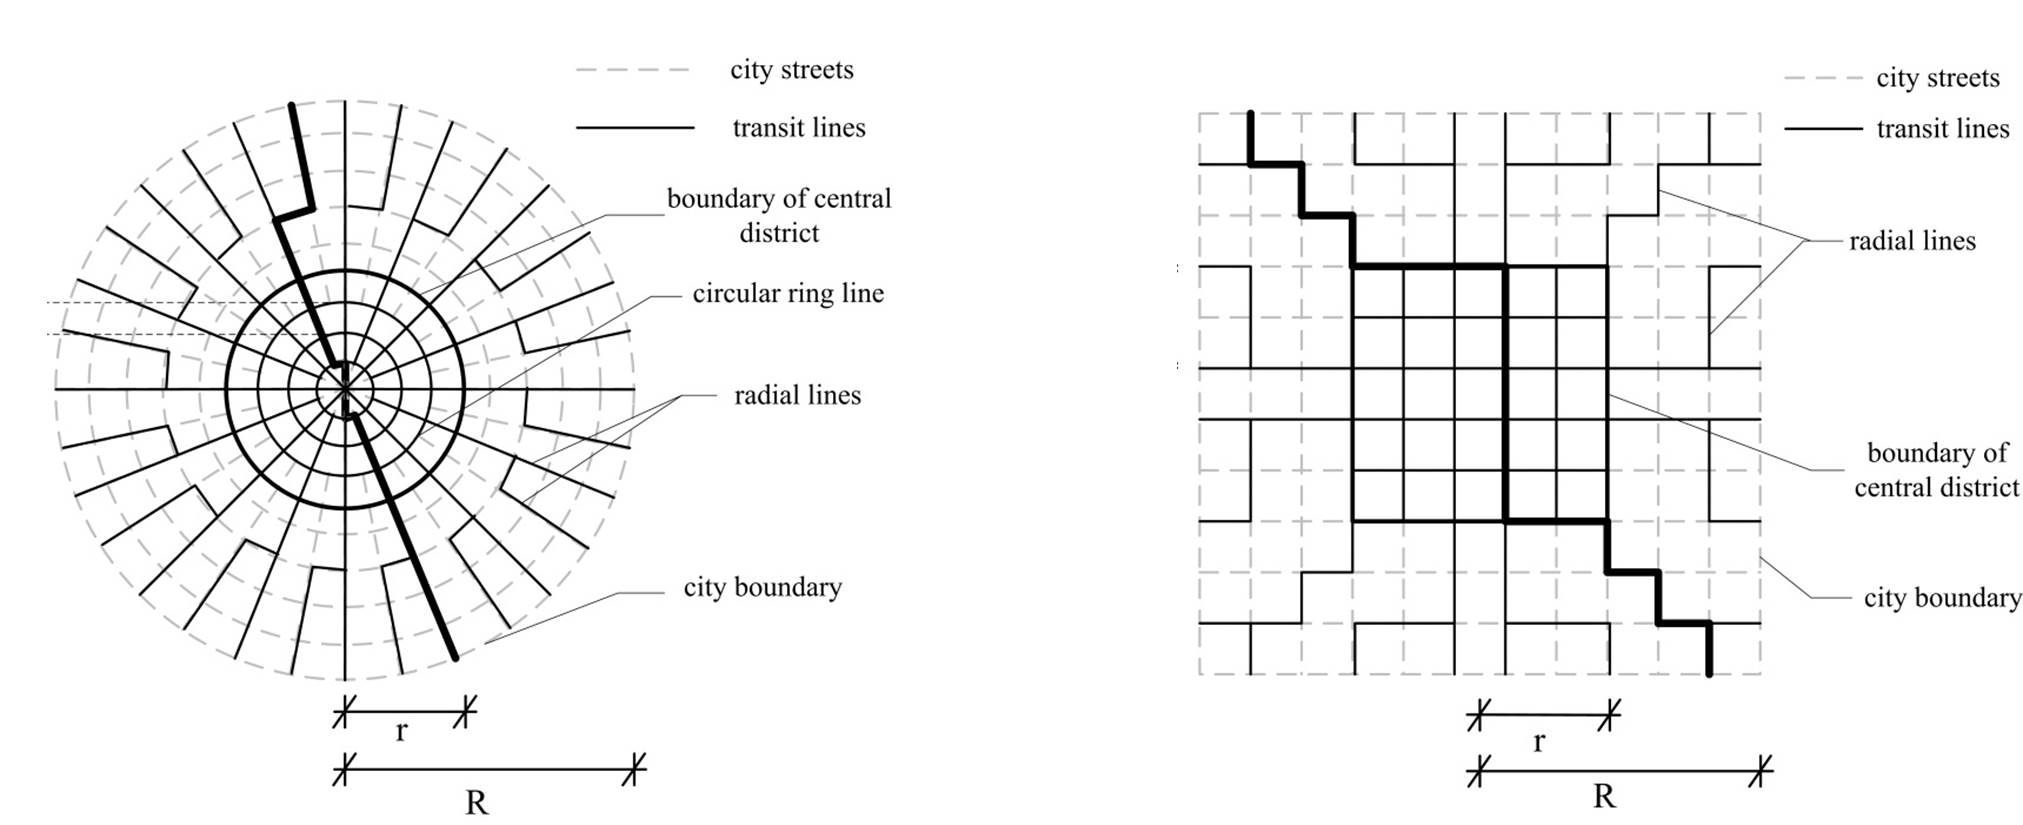 city streets
transit lines
boundary of central
district
circular ring line
radial lines
city boundary
r
R
city streets
transit lines
radial lines
boundary of
central district
city boundary
r
R